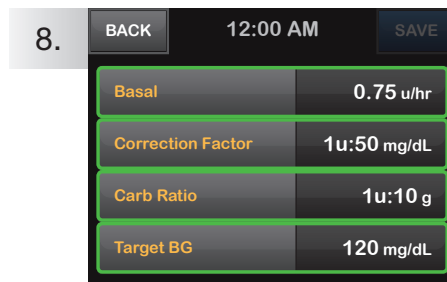 8.
BACK 12:00 AM SAVE
Basal 0.75 u/hr
Correction Factor 1u:50 mg/dL
Carb Ratio 1u:10 g
Target BG 120 mg/dL